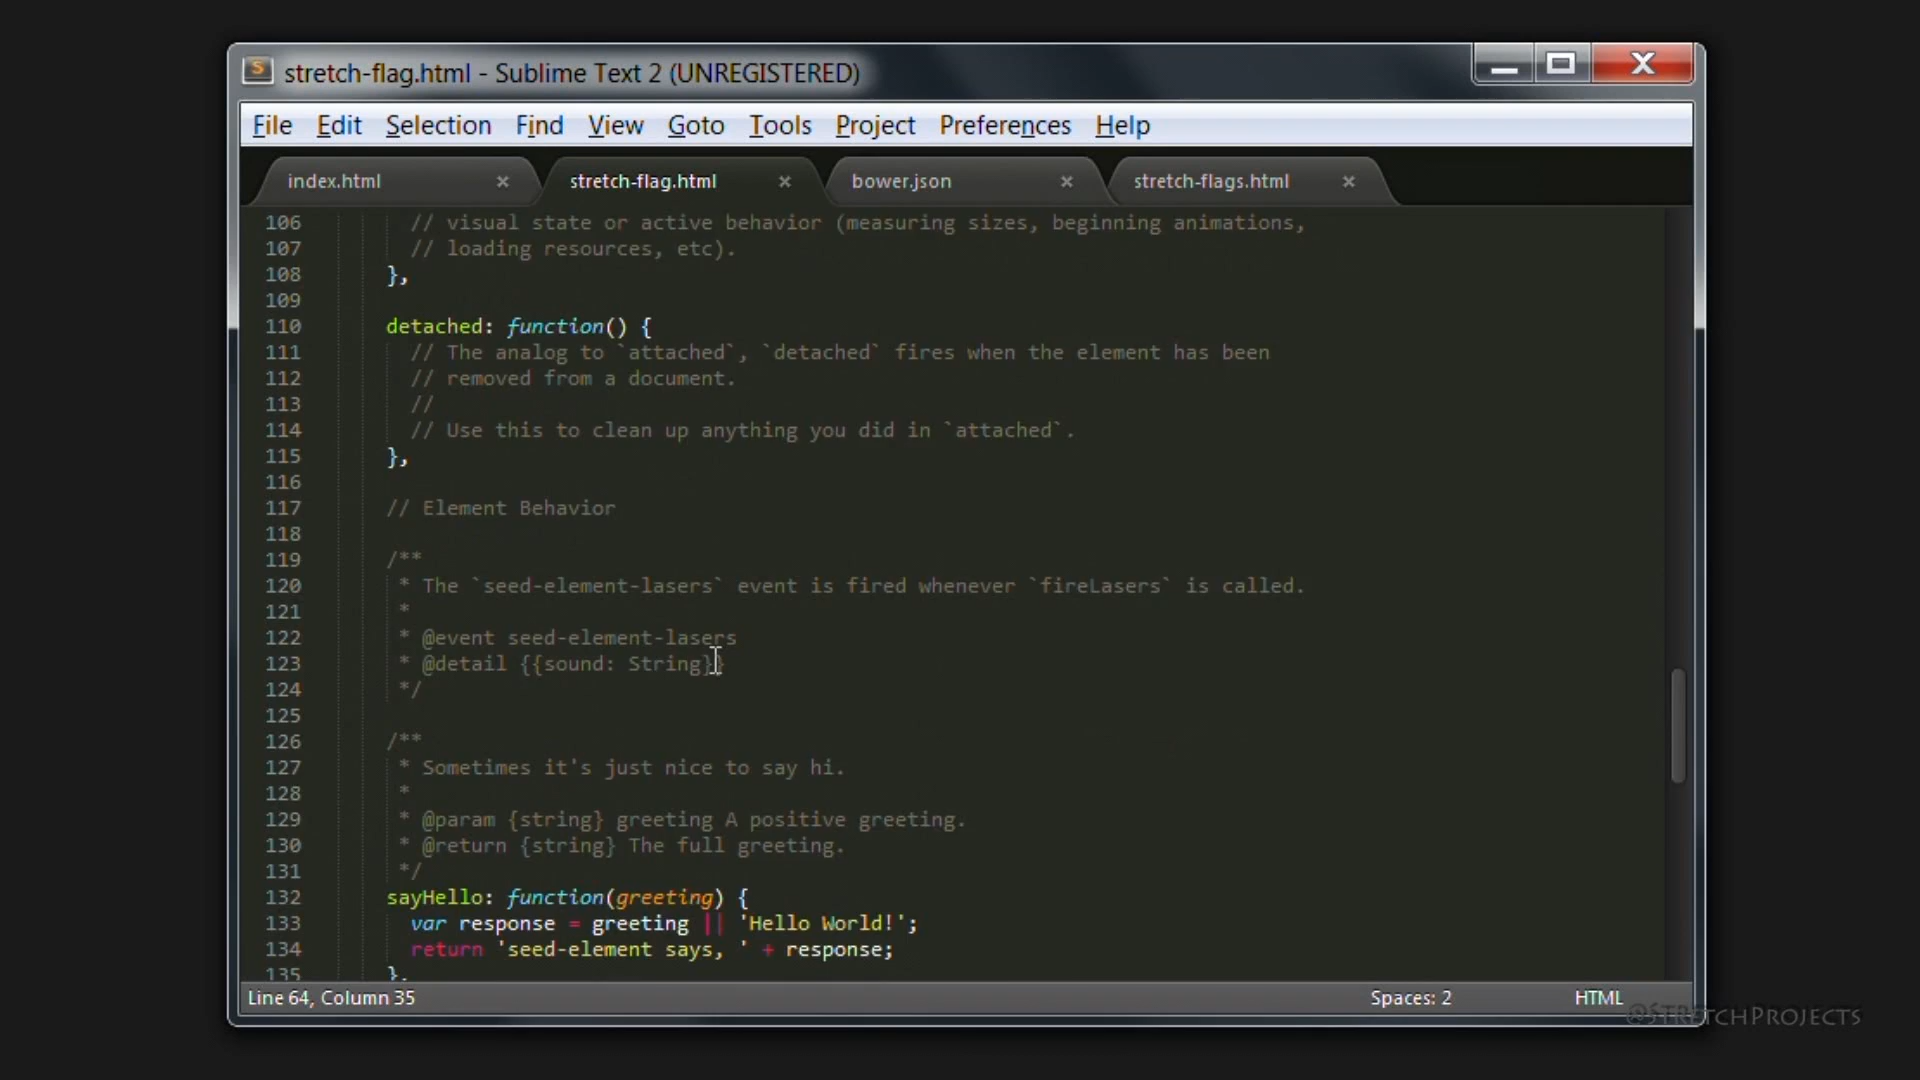 stretch-flag.html - Sublime Text 2 (UNREGISTERED)
File Edit Selection Find View Goto Tools Project Preferences Help
index.html stretch-flag.html bower.json stretch-flags.html
106 // visual state or active behavior (measuring sizes, beginning animations,
107 // loading resources, etc).
108 },
109
110 detached: function() {
111 // The analog to `attached`, `detached` fires when the element has been
112 // removed from a document.
113 //
114 // Use this to clean up anything you did in `attached`.
115 },
116
117 // Element Behavior
118
119 /**
120 * The `seed-element-lasers` event is fired whenever `fireLasers` is called.
121 *
122 * @event seed-element-lasers
123 * @detail {{sound: String}}
124 */
125
126 /**
127 * Sometimes it's just nice to say hi.
128 *
129 * @param {string} greeting A positive greeting.
130 * @return {string} The full greeting.
131 */
132 sayHello: function(greeting) {
133 var response = greeting || 'Hello World!';
134 return 'seed-element says, ' + response;
135 },
Line 64, Column 35 Spaces: 2 HTML
@StretchProjects